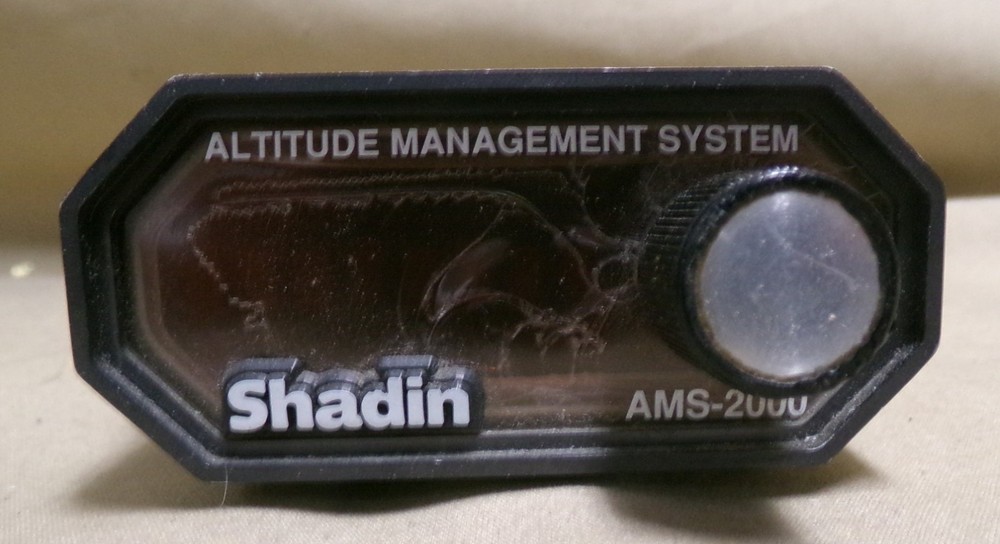 ALTITUDE MANAGEMENT SYSTEM
Shadin
AMS-2000